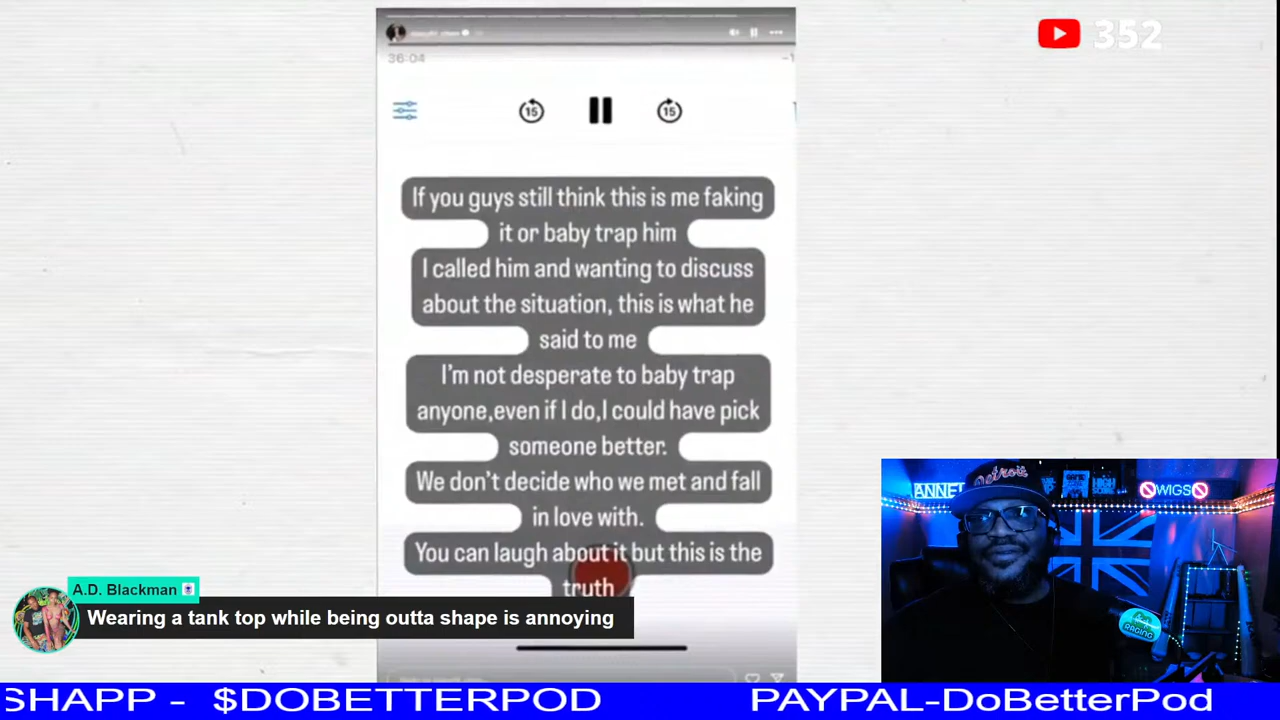 352
36:04
15
15
If you guys still think this is me faking
it or baby trap him
I called him and wanting to discuss
about the situation, this is what he
said to me
I'm not desperate to baby trap
anyone,even if I do,I could have pick
someone better.
We don't decide who we met and fall
in love with.
You can laugh about it but this is the
truth
Detroit
WIGS
RAGING
A.D. Blackman
Wearing a tank top while being outta shape is annoying
SHAPP - $DOBETTERPOD
PAYPAL-DoBetterPod